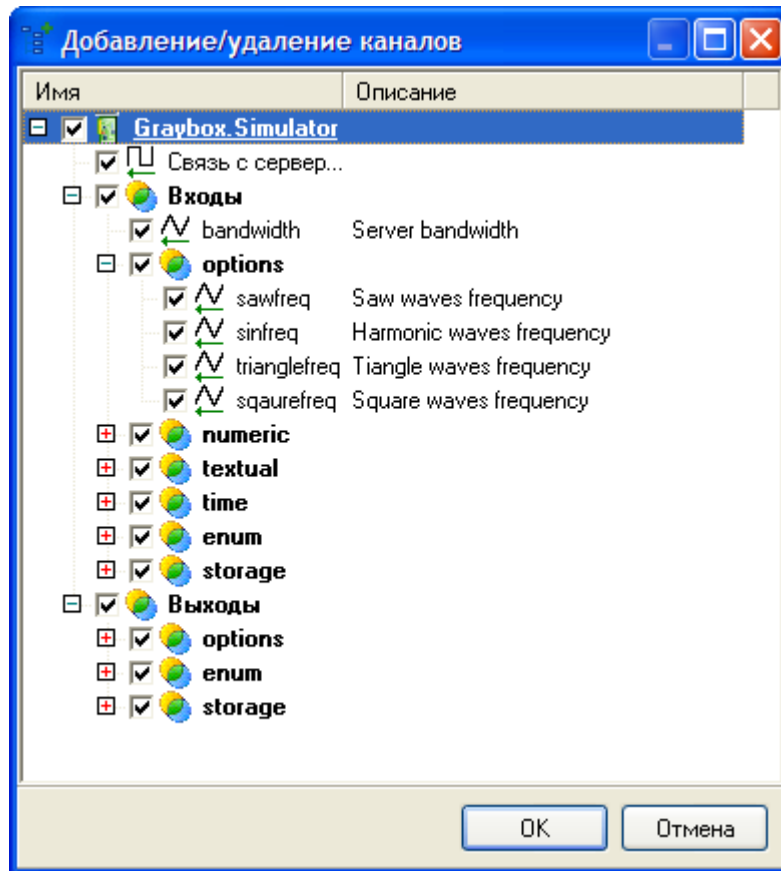 Добавление/удаление каналов
Имя Описание
Graybox.Simulator
Связь с сервер...
Входы
bandwidth Server bandwidth
options
sawfreq Saw waves frequency
sinfreq Harmonic waves frequency
trianglefreq Tiangle waves frequency
sqaurefreq Square waves frequency
numeric
textual
time
enum
storage
Выходы
options
enum
storage
OK Отмена